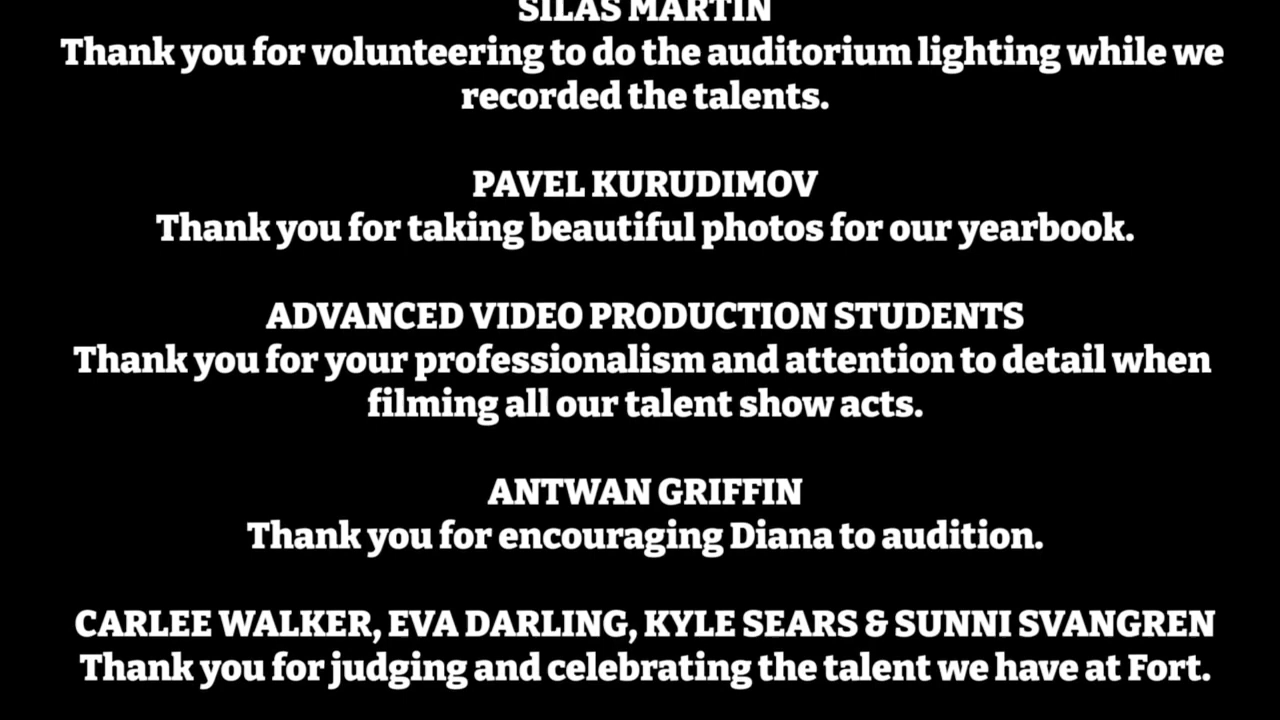 SILAS MARTIN
Thank you for volunteering to do the auditorium lighting while we
recorded the talents.
PAVEL KURUDIMOV
Thank you for taking beautiful photos for our yearbook.
ADVANCED VIDEO PRODUCTION STUDENTS
Thank you for your professionalism and attention to detail when
filming all our talent show acts.
ANTWAN GRIFFIN
Thank you for encouraging Diana to audition.
CARLEE WALKER, EVA DARLING, KYLE SEARS & SUNNI SVANGREN
Thank you for judging and celebrating the talent we have at Fort.